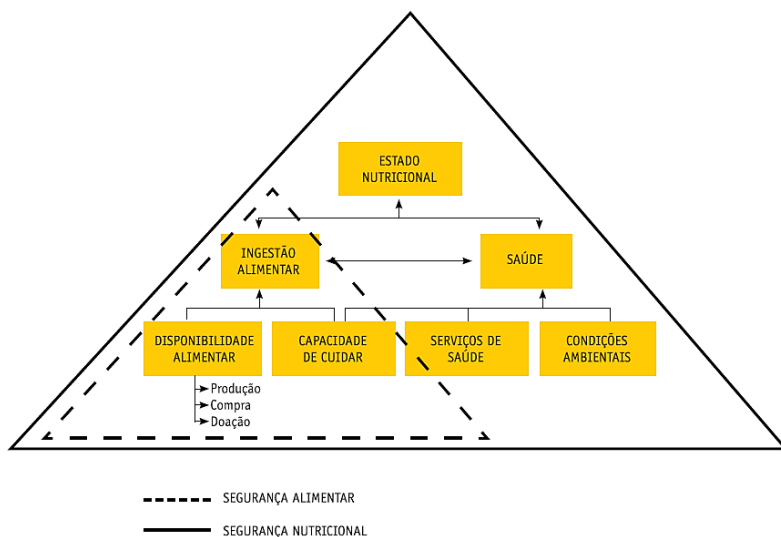 ESTADO
NUTRICIONAL
INGESTÃO
ALIMENTAR
SAÚDE
DISPONIBILIDADE
ALIMENTAR
CAPACIDADE
DE CUIDAR
SERVIÇOS DE
SAÚDE
CONDIÇÕES
AMBIENTAIS
Produção
Compra
Doação
SEGURANÇA ALIMENTAR
SEGURANÇA NUTRICIONAL